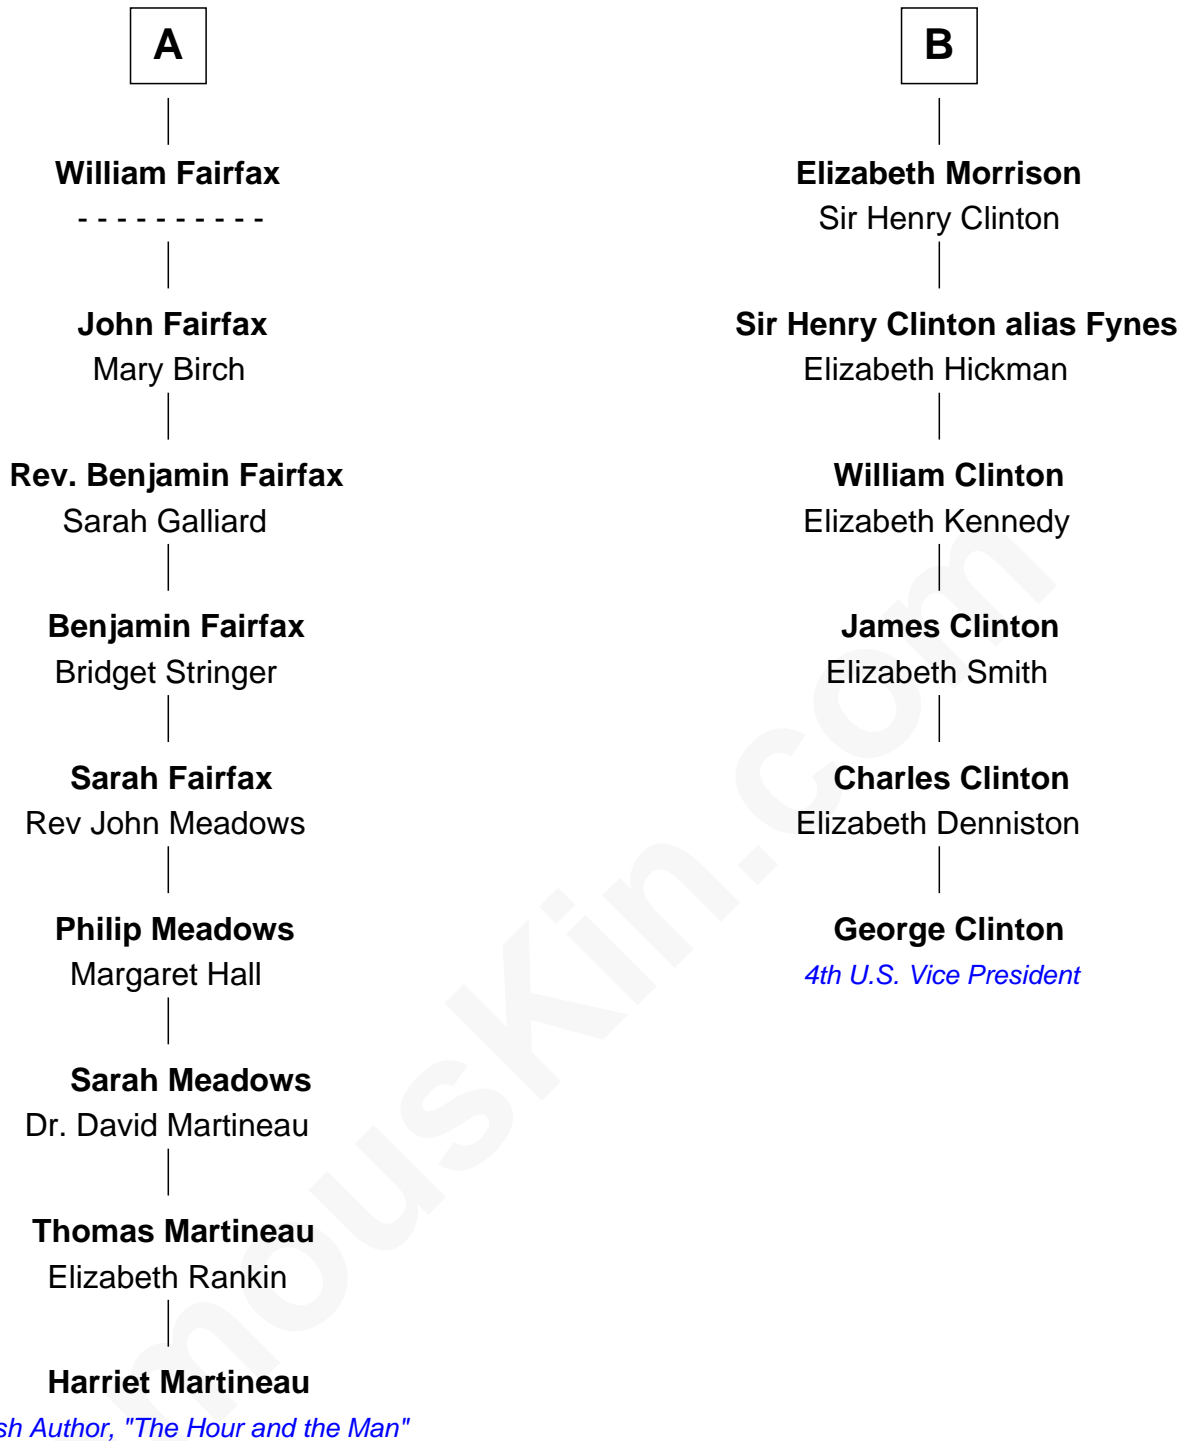 A
William Fairfax
- - - - - - - - - -
John Fairfax
Mary Birch
Rev. Benjamin Fairfax
Sarah Galliard
Benjamin Fairfax
Bridget Stringer
Sarah Fairfax
Rev John Meadows
Philip Meadows
Margaret Hall
Sarah Meadows
Dr. David Martineau
Thomas Martineau
Elizabeth Rankin
Harriet Martineau
sh Author, "The Hour and the Man"
B
Elizabeth Morrison
Sir Henry Clinton
Sir Henry Clinton alias Fynes
Elizabeth Hickman
William Clinton
Elizabeth Kennedy
James Clinton
Elizabeth Smith
Charles Clinton
Elizabeth Denniston
George Clinton
4th U.S. Vice President
mouskin.com